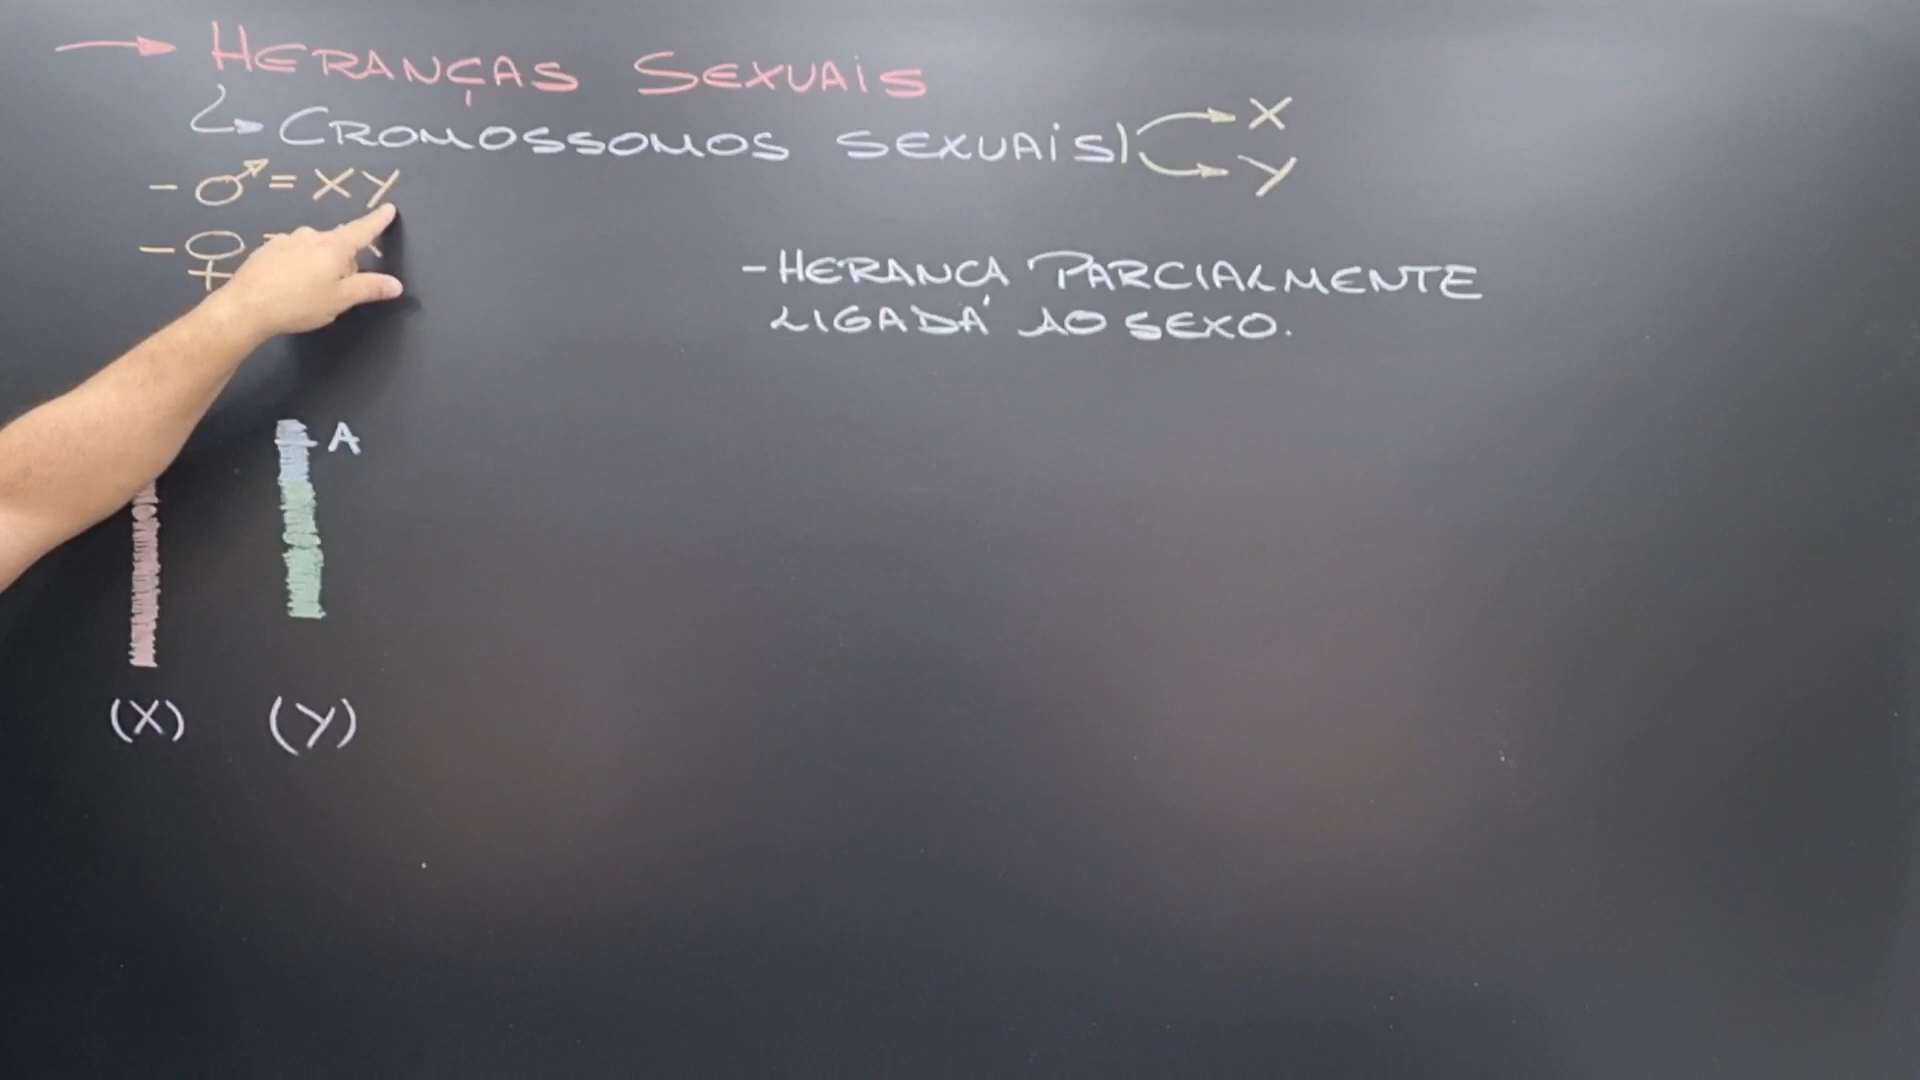 → HERANÇAS SEXUAIS
↳ CROMOSSOMOS SEXUAIS
X
Y
- ♂ = XY
- ♀
- HERANÇA PARCIALMENTE
LIGADA AO SEXO.
A
(X) (Y)